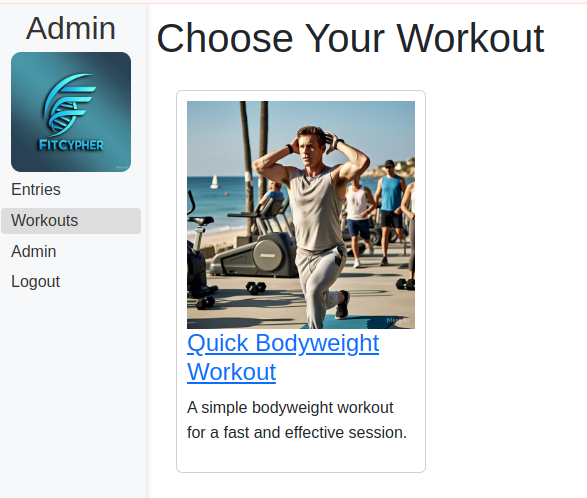 Admin
Choose Your Workout
FITCYPHER
Entries
Workouts
Admin
Logout
Quick Bodyweight
Workout
A simple bodyweight workout
for a fast and effective session.